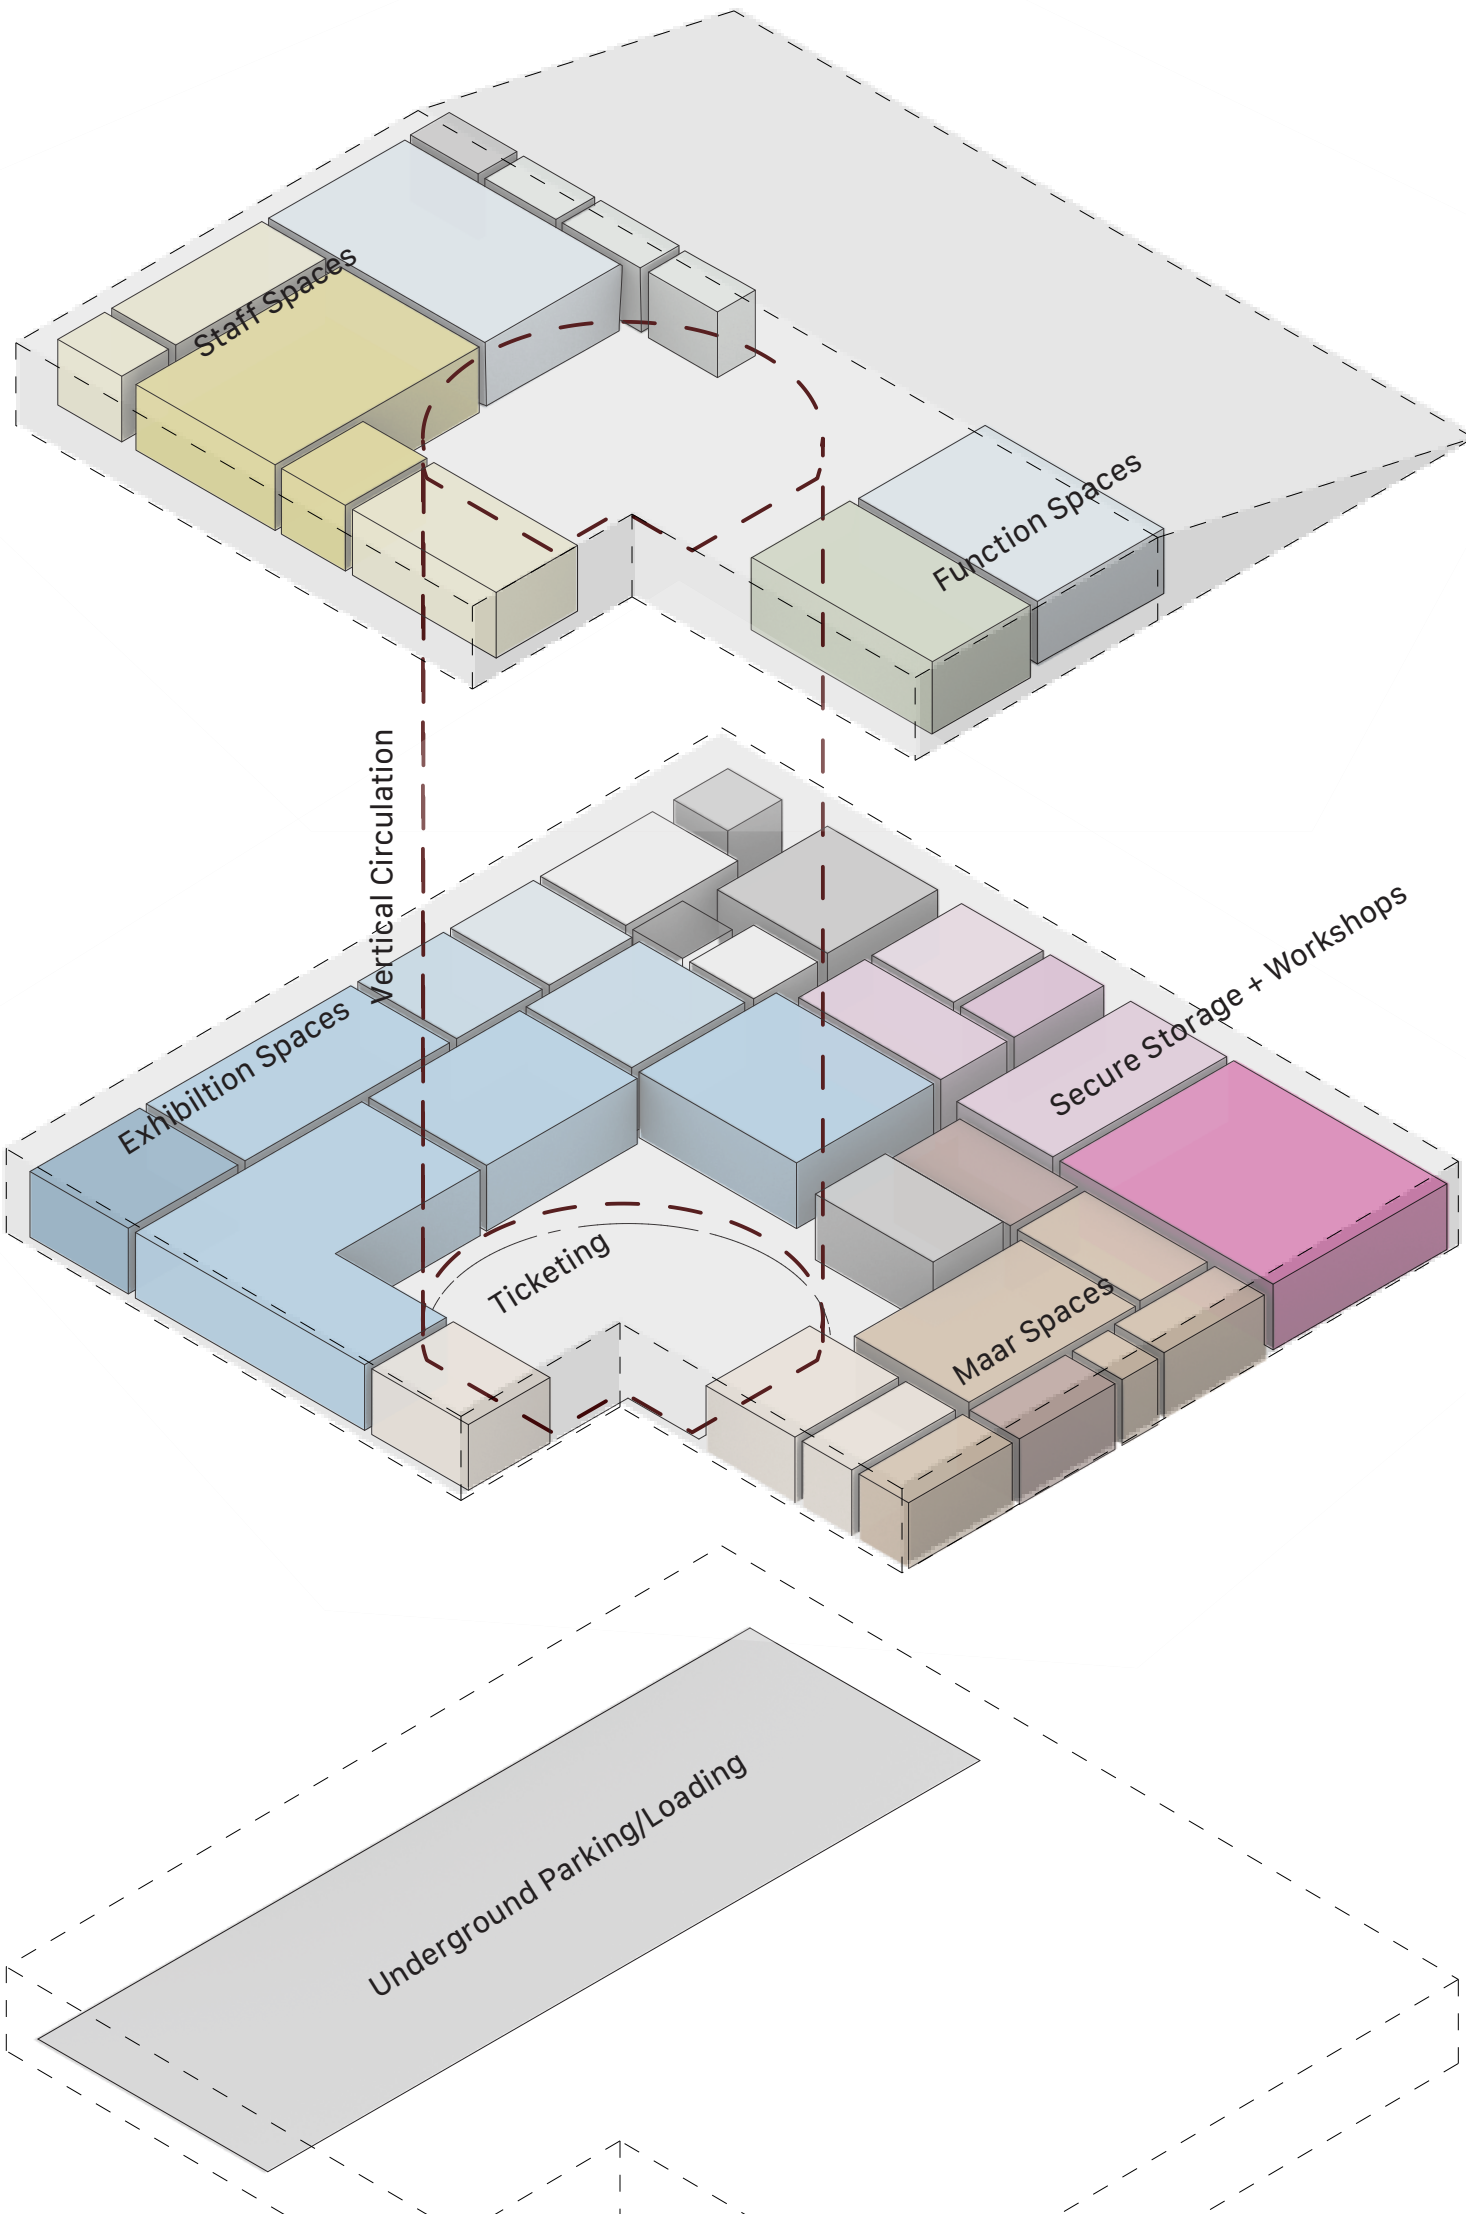 Staff Spaces
Function Spaces
Vertical Circulation
Secure Storage + Workshops
Exhibiltion Spaces
Ticketing
Maar Spaces
Underground Parking/Loading